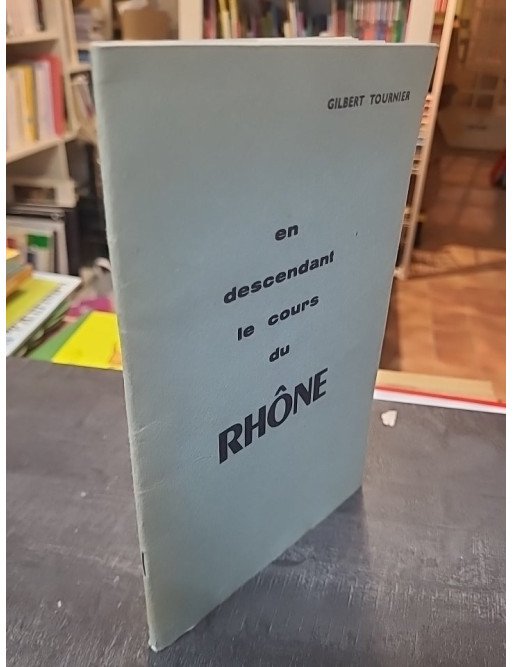 GILBERT TOURNIER
en
descendant
le cours
du
RHÔNE